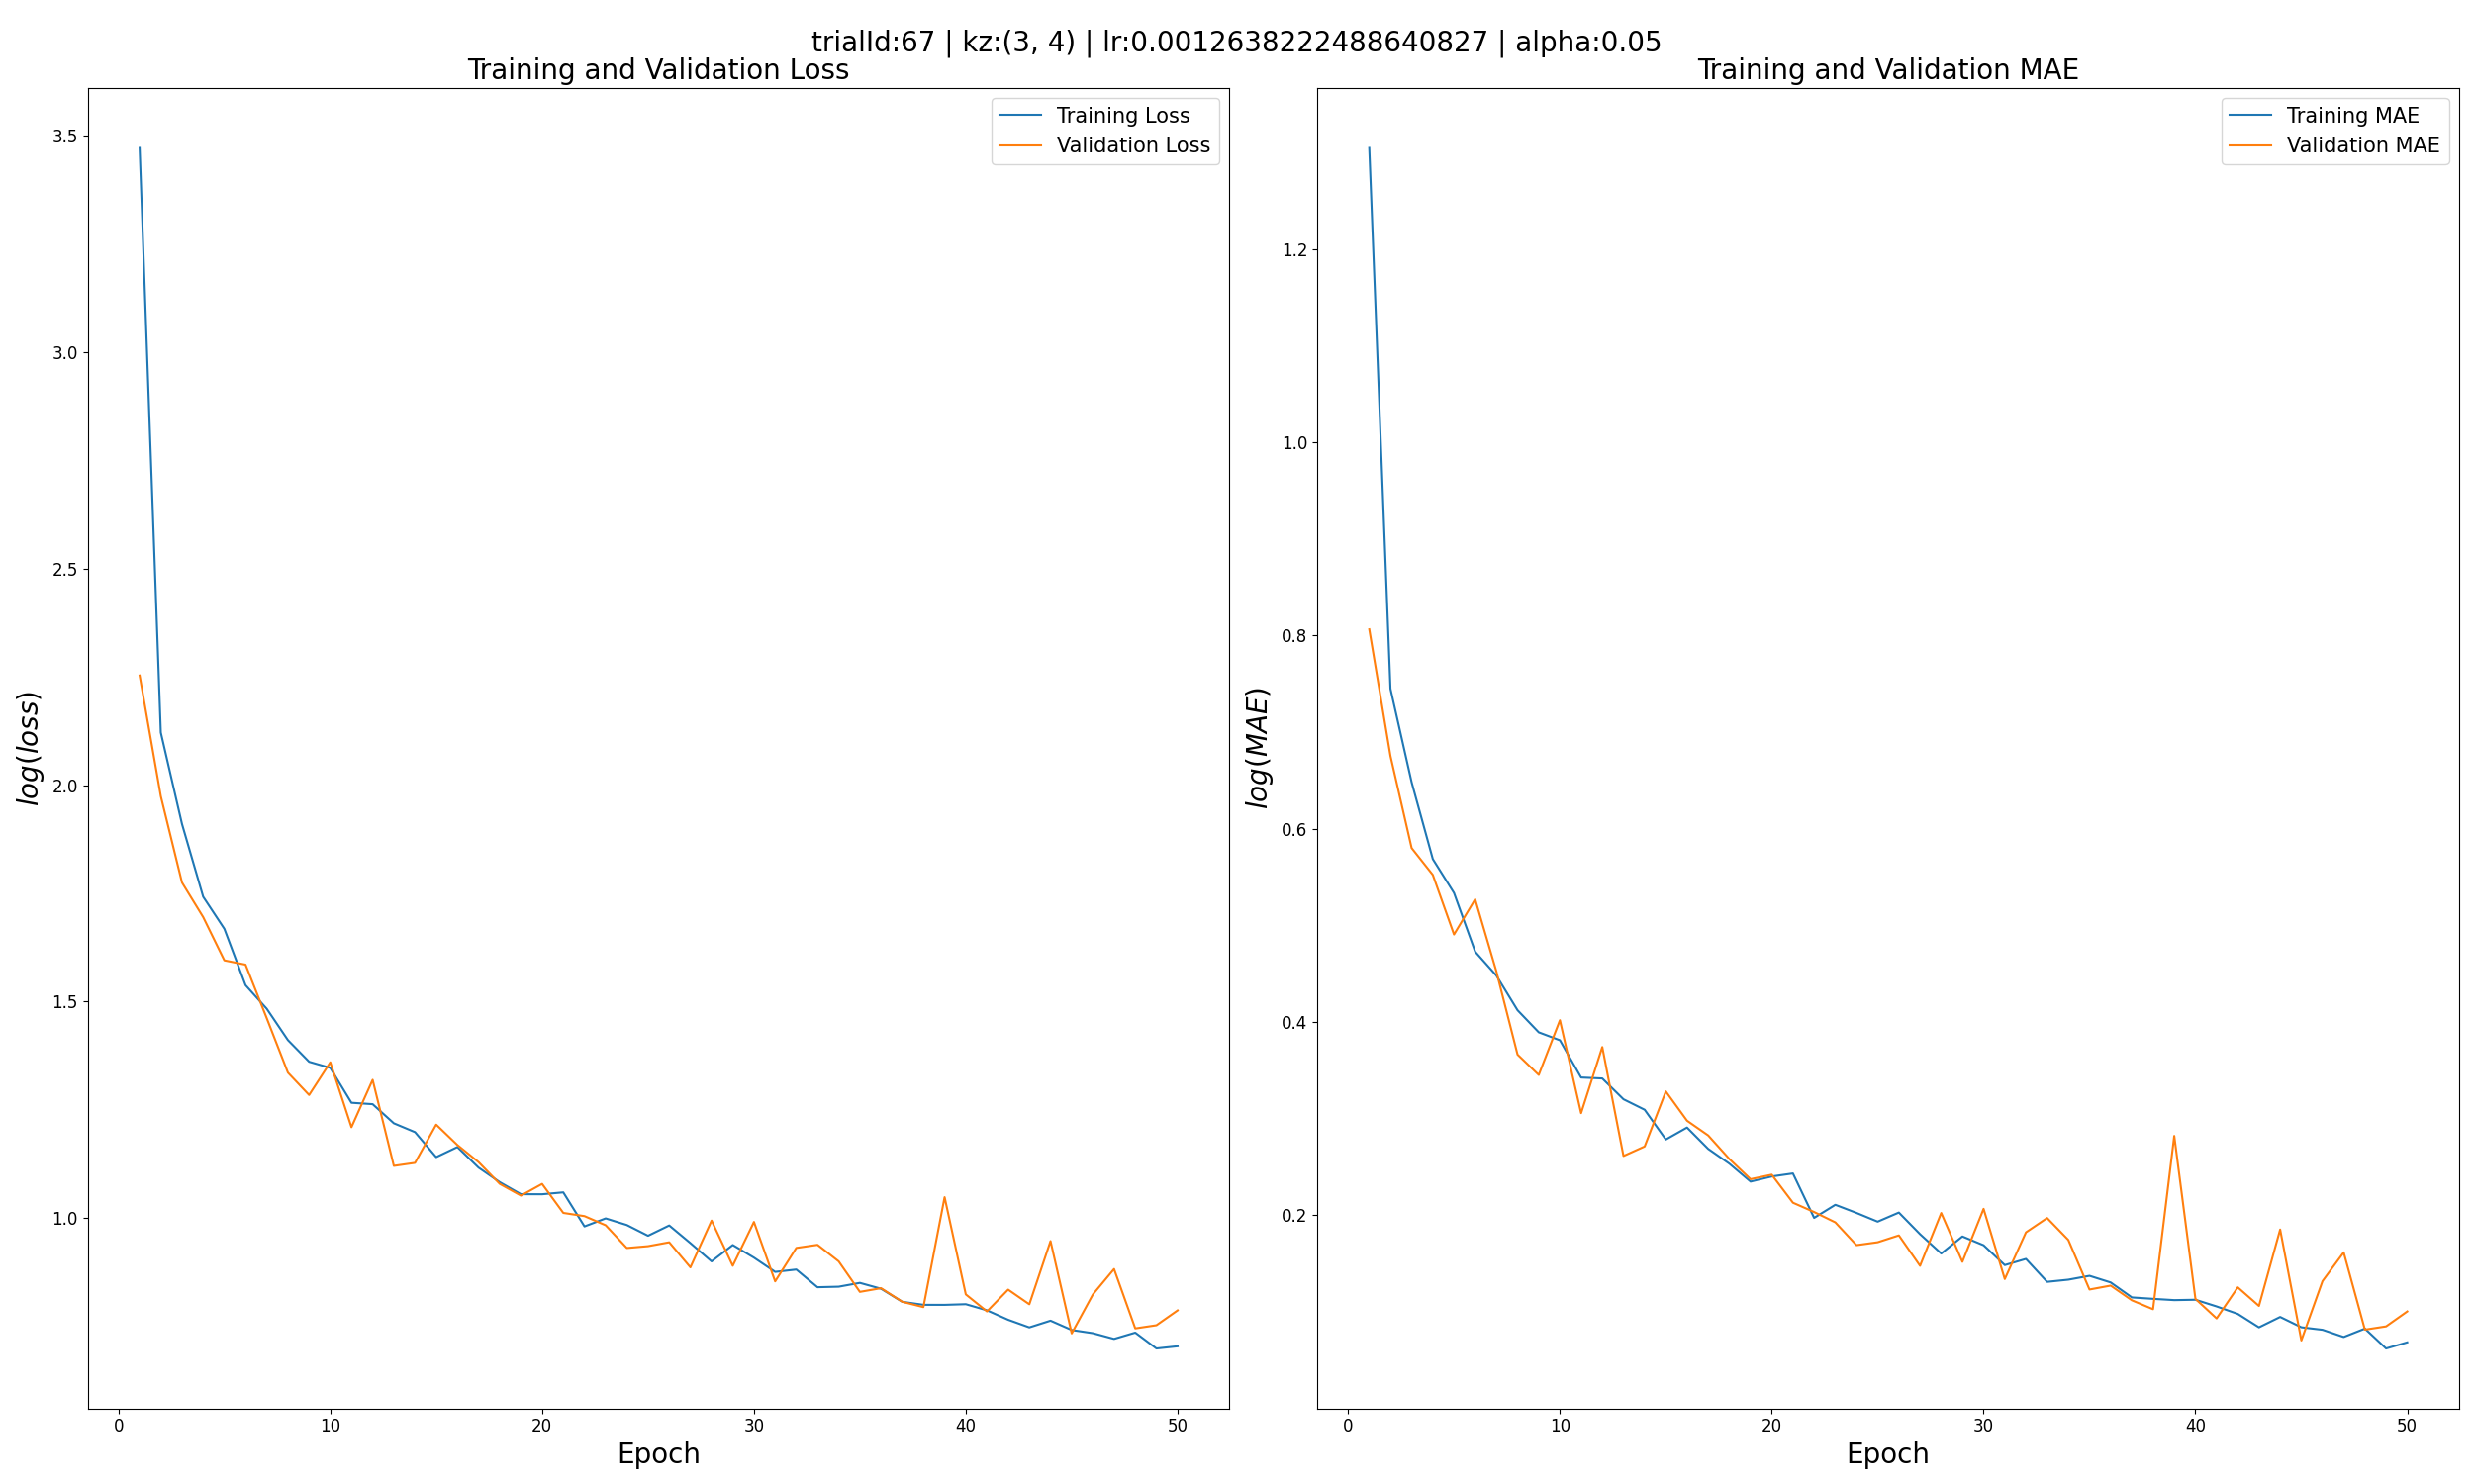 trialId:67 | kz:(3, 4) | lr:0.0012638222488640827 | alpha:0.05
Training and Validation Loss
Training Loss
Validation Loss
3.5
3.0
2.5
2.0
1.5
1.0
log(loss)
0 10 20 30 40 50
Epoch
Training and Validation MAE
Training MAE
Validation MAE
1.2
1.0
0.8
0.6
0.4
0.2
log(MAE)
0 10 20 30 40 50
Epoch